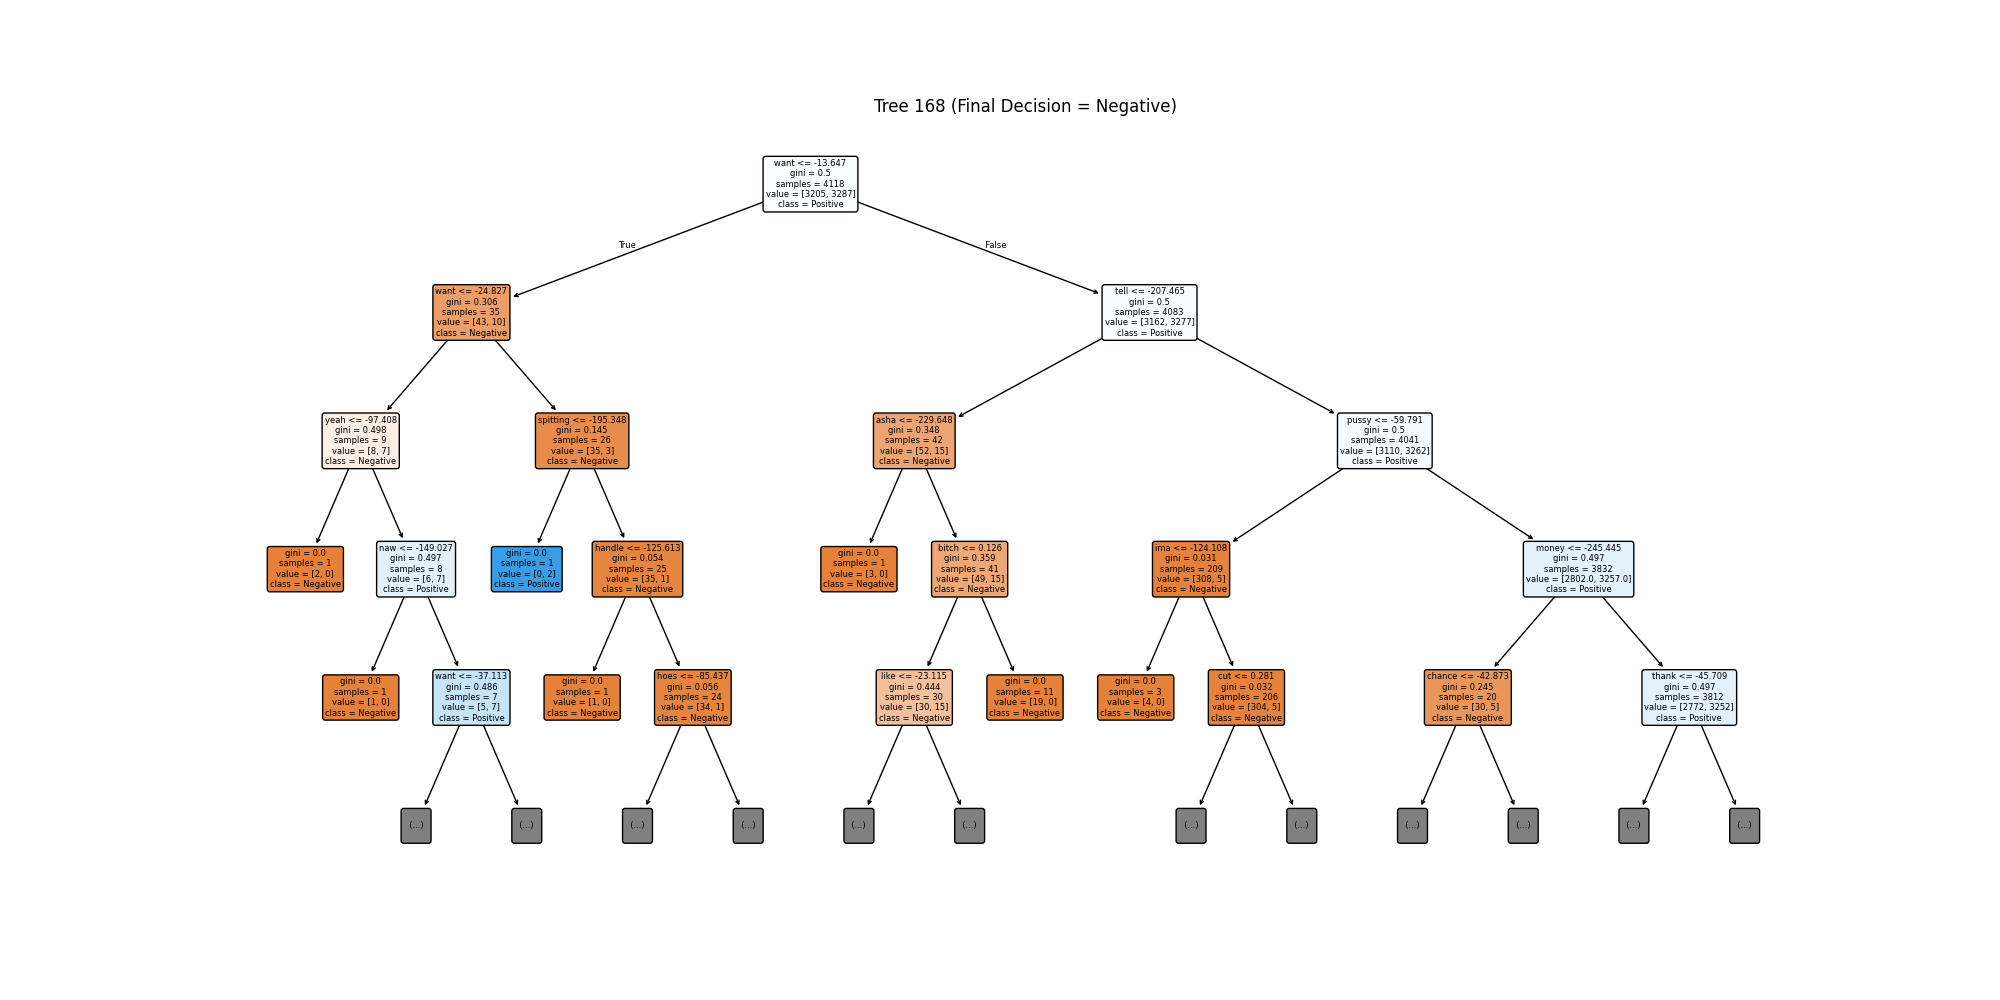 Tree 168 (Final Decision = Negative)
want <= -13.647
gini = 0.5
samples = 4118
value = [3205, 3287]
class = Positive
True
False
want <= -24.827
gini = 0.306
samples = 35
value = [43, 10]
class = Negative
tell <= -207.465
gini = 0.5
samples = 4083
value = [3162, 3277]
class = Positive
yeah <= -97.408
gini = 0.498
samples = 9
value = [8, 7]
class = Negative
spitting <= -195.348
gini = 0.145
samples = 26
value = [35, 3]
class = Negative
asha <= -229.648
gini = 0.348
samples = 42
value = [52, 15]
class = Negative
pussy <= -59.791
gini = 0.5
samples = 4041
value = [3110, 3262]
class = Positive
gini = 0.0
samples = 1
value = [2, 0]
class = Negative
naw <= -149.027
gini = 0.497
samples = 8
value = [6, 7]
class = Positive
gini = 0.0
samples = 1
value = [0, 2]
class = Positive
handle <= -125.613
gini = 0.054
samples = 25
value = [35, 1]
class = Negative
gini = 0.0
samples = 1
value = [3, 0]
class = Negative
bitch <= 0.126
gini = 0.359
samples = 41
value = [49, 15]
class = Negative
ima <= -124.108
gini = 0.031
samples = 209
value = [308, 5]
class = Negative
money <= -245.445
gini = 0.497
samples = 3832
value = [2802.0, 3257.0]
class = Positive
gini = 0.0
samples = 1
value = [1, 0]
class = Negative
want <= -37.113
gini = 0.486
samples = 7
value = [5, 7]
class = Positive
gini = 0.0
samples = 1
value = [1, 0]
class = Negative
hoes <= -85.437
gini = 0.056
samples = 24
value = [34, 1]
class = Negative
like <= -23.115
gini = 0.444
samples = 30
value = [30, 15]
class = Negative
gini = 0.0
samples = 11
value = [19, 0]
class = Negative
gini = 0.0
samples = 3
value = [4, 0]
class = Negative
cut <= 0.281
gini = 0.032
samples = 206
value = [304, 5]
class = Negative
chance <= -42.873
gini = 0.245
samples = 20
value = [30, 5]
class = Negative
thank <= -45.709
gini = 0.497
samples = 3812
value = [2772, 3252]
class = Positive
(...)
(...)
(...)
(...)
(...)
(...)
(...)
(...)
(...)
(...)
(...)
(...)